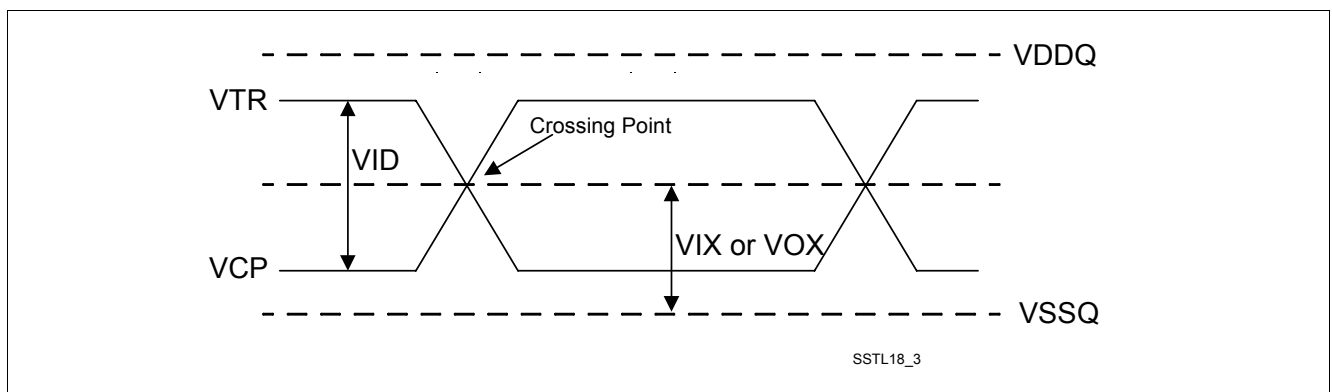 VDDQ
VTR
Crossing Point
VID
VIX or VOX
VCP
VSSQ
SSTL18_3